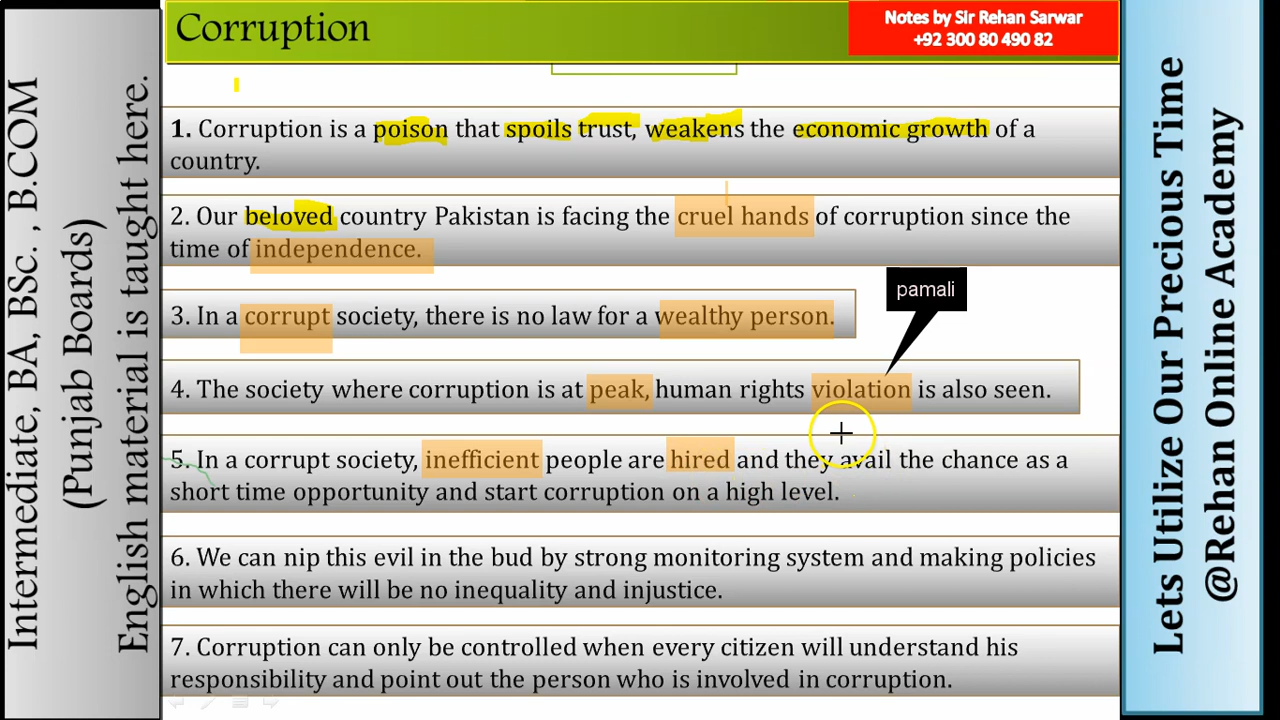 Intermediate, BA, BSc. , B.COM
(Punjab Boards)
English material is taught here.
Corruption
Notes by Sir Rehan Sarwar
+92 300 80 490 82
1. Corruption is a poison that spoils trust, weakens the economic growth of a
country.
2. Our beloved country Pakistan is facing the cruel hands of corruption since the
time of independence.
pamali
3. In a corrupt society, there is no law for a wealthy person.
4. The society where corruption is at peak, human rights violation is also seen.
5. In a corrupt society, inefficient people are hired and they avail the chance as a
short time opportunity and start corruption on a high level.
6. We can nip this evil in the bud by strong monitoring system and making policies
in which there will be no inequality and injustice.
7. Corruption can only be controlled when every citizen will understand his
responsibility and point out the person who is involved in corruption.
Lets Utilize Our Precious Time
@Rehan Online Academy